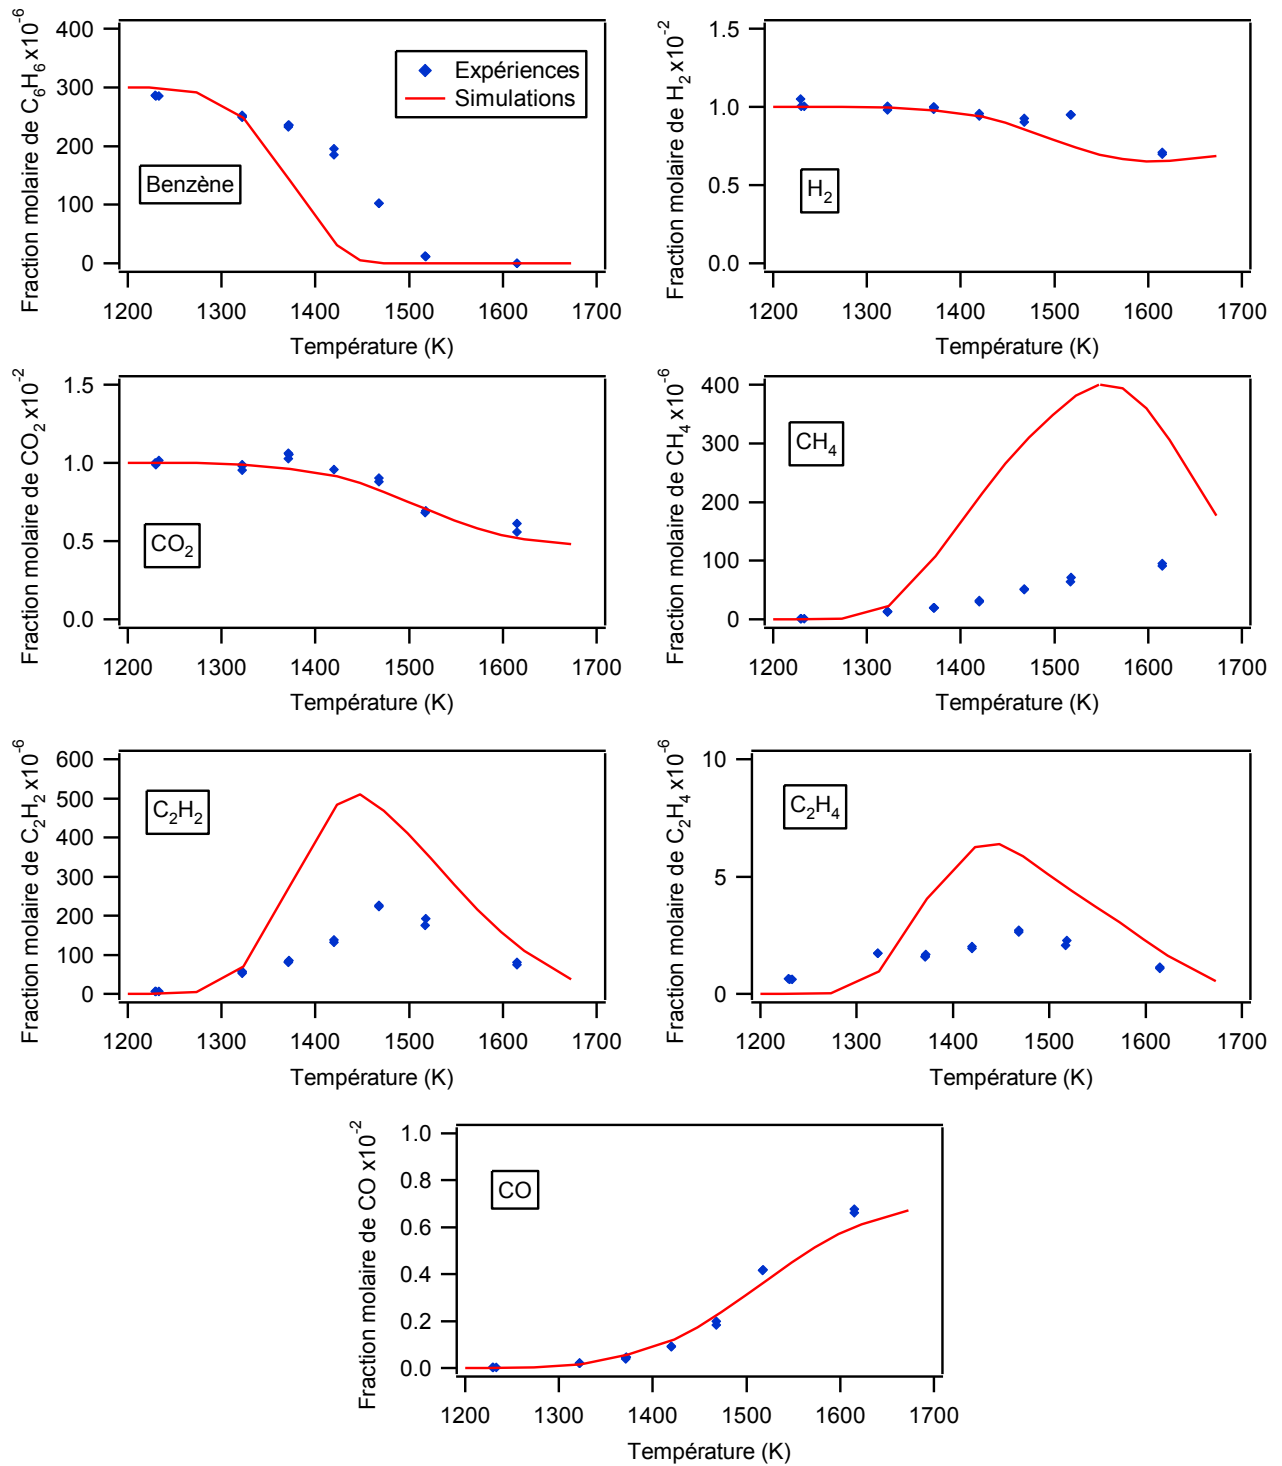 Fraction molaire de C6H6 x10-6
400
300
200
100
0
Expériences
Simulations
Benzène
1200 1300 1400 1500 1600 1700
Température (K)
Fraction molaire de H2 x10-2
1.5
1.0
0.5
0.0
H2
1200 1300 1400 1500 1600 1700
Température (K)
Fraction molaire de CO2 x10-2
1.5
1.0
0.5
0.0
CO2
1200 1300 1400 1500 1600 1700
Température (K)
Fraction molaire de CH4 x10-6
400
300
200
100
0
CH4
1200 1300 1400 1500 1600 1700
Température (K)
Fraction molaire de C2H2 x10-6
600
500
400
300
200
100
0
C2H2
1200 1300 1400 1500 1600 1700
Température (K)
Fraction molaire de C2H4 x10-6
10
5
0
C2H4
1200 1300 1400 1500 1600 1700
Température (K)
Fraction molaire de CO x10-2
1.0
0.8
0.6
0.4
0.2
0.0
CO
1200 1300 1400 1500 1600 1700
Température (K)